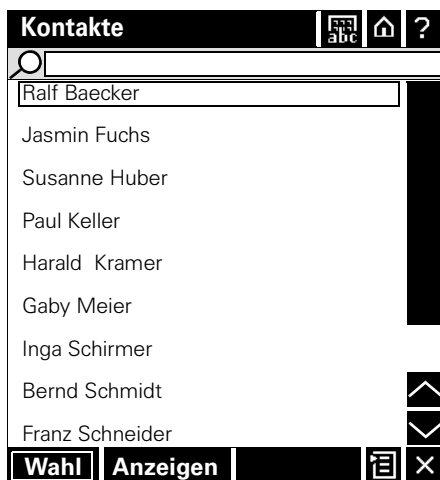 Kontakte abc ?
Ralf Baecker
Jasmin Fuchs
Susanne Huber
Paul Keller
Harald Kramer
Gaby Meier
Inga Schirmer
Bernd Schmidt
Franz Schneider
Wahl Anzeigen